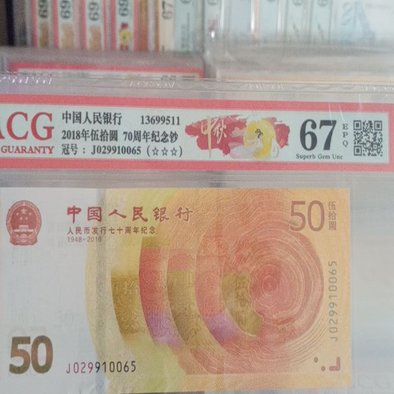 ACG
GUARANTY
中国人民银行 13699511
2018年伍拾圆 70周年纪念钞
冠号：J029910065 (☆☆☆)
67 EPQ
Superb Gem Unc
中国人民银行
人民币发行七十周年纪念
1948-2018
50 伍拾圆
J029910065
50
J029910065